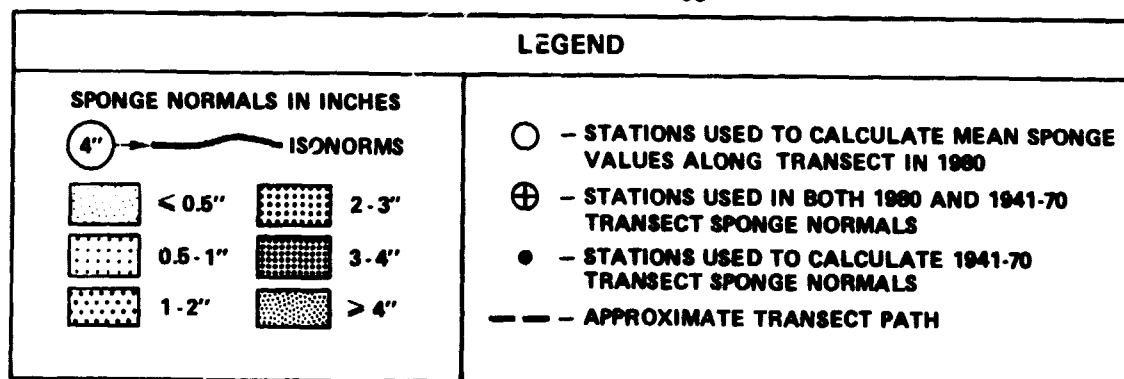 LEGEND
SPONGE NORMALS IN INCHES
4" ISONORMS
≤ 0.5" 2-3"
0.5-1" 3-4"
1-2" > 4"
– STATIONS USED TO CALCULATE MEAN SPONGE
VALUES ALONG TRANSECT IN 1980
– STATIONS USED IN BOTH 1980 AND 1941-70
TRANSECT SPONGE NORMALS
– STATIONS USED TO CALCULATE 1941-70
TRANSECT SPONGE NORMALS
– APPROXIMATE TRANSECT PATH